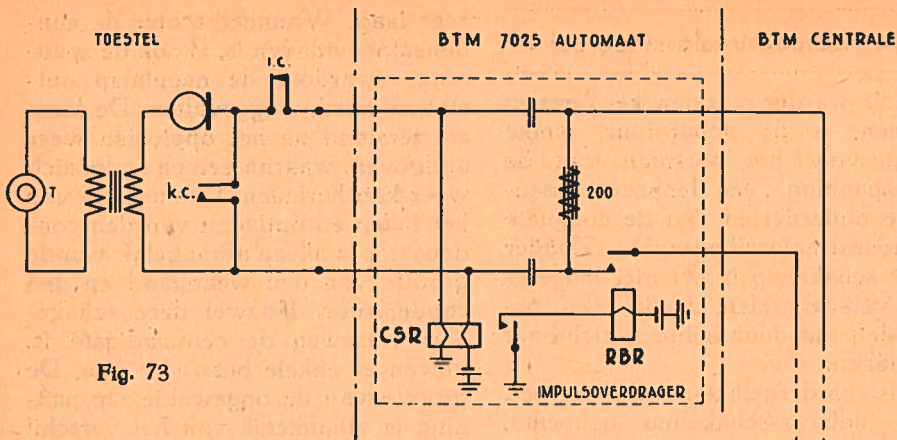 TOESTEL
BTM 7025 AUTOMAAT
BTM CENTRALE
i.c.
T
k.c.
200
CSR
RBR
Fig. 73
IMPULSOVERDRAGER